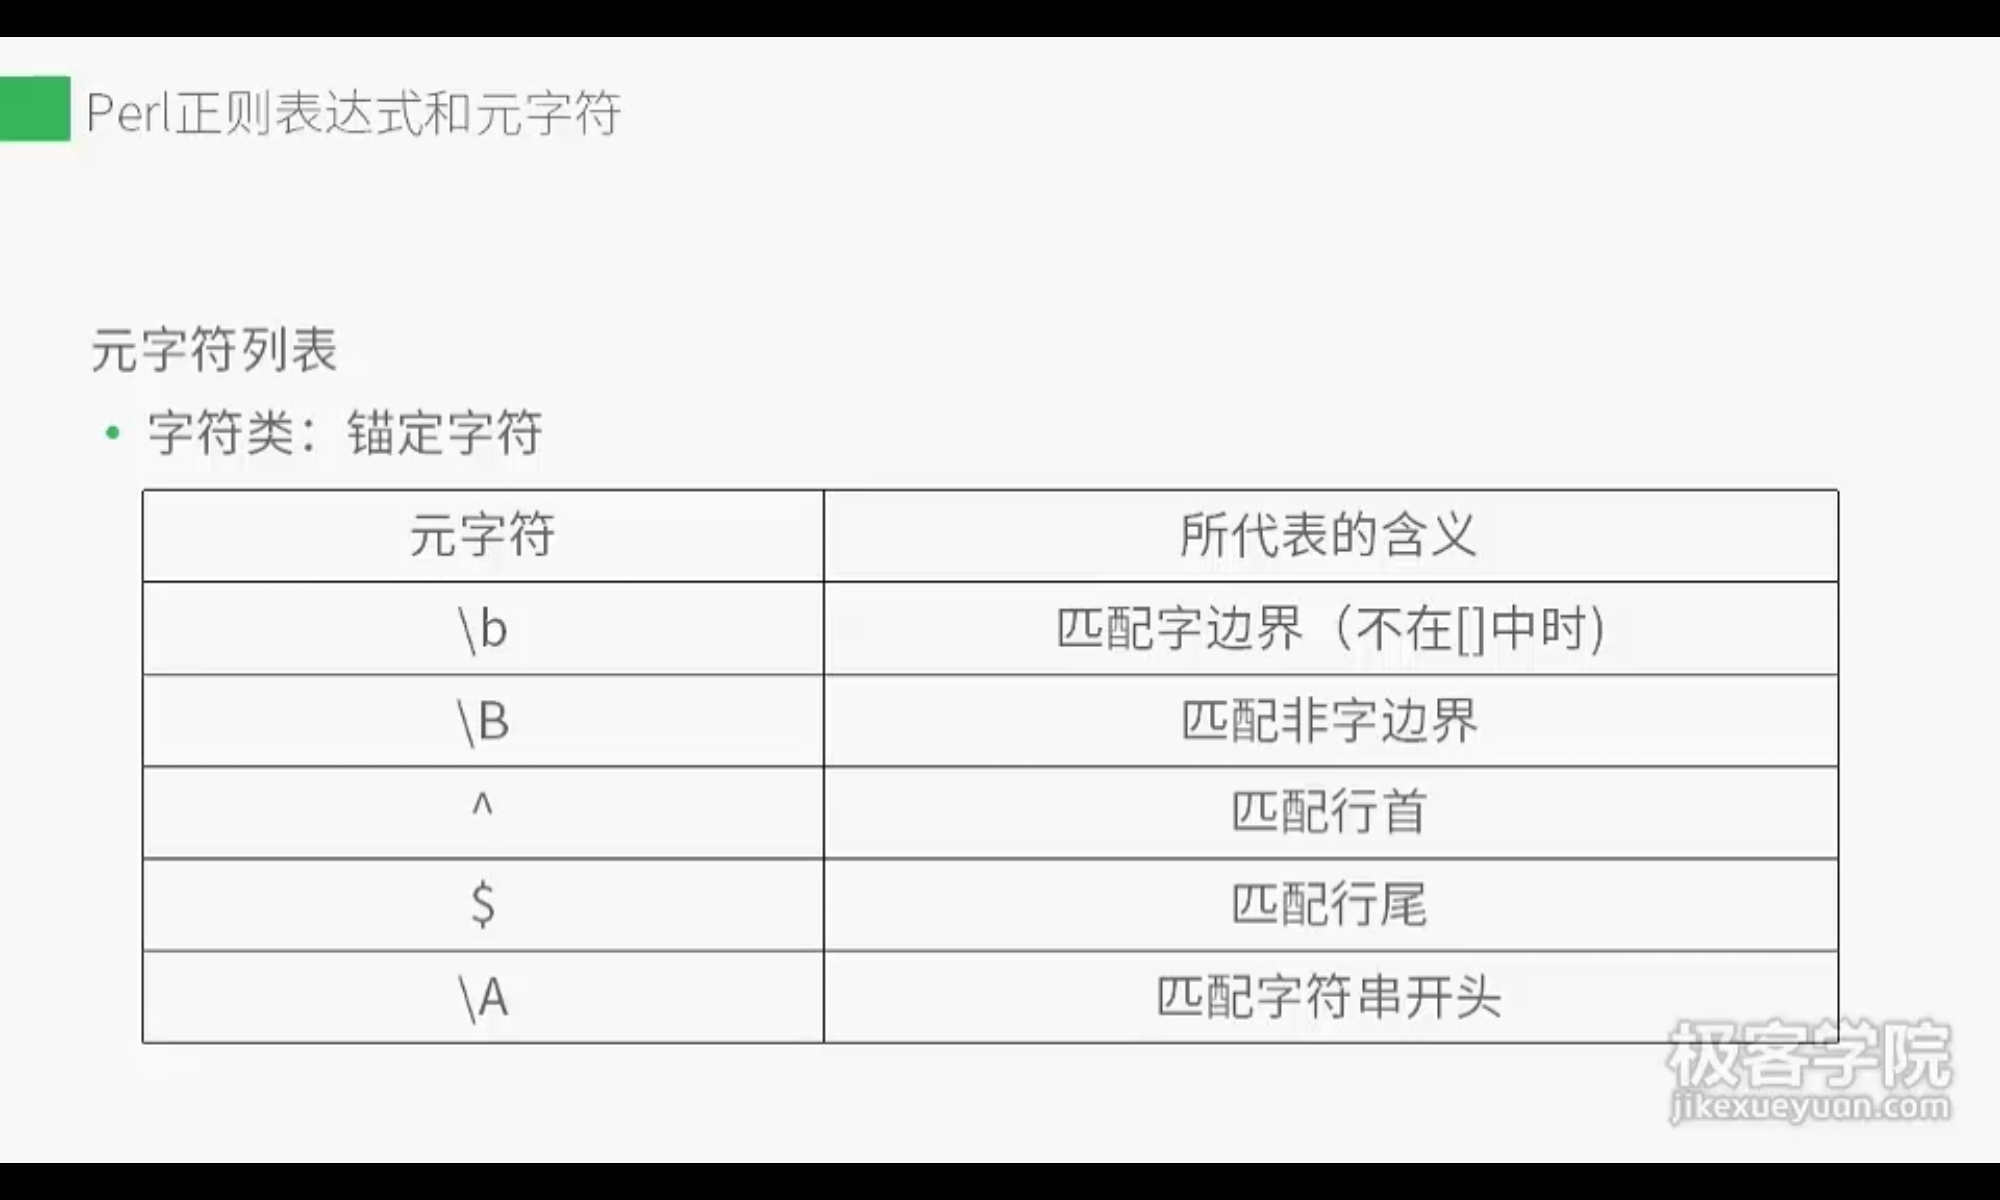 Perl正则表达式和元字符
元字符列表
• 字符类：锚定字符
元字符 所代表的含义
\b 匹配字边界（不在[]中时)
\B 匹配非字边界
^ 匹配行首
$ 匹配行尾
\A 匹配字符串开头
极客学院
jikexueyuan.com